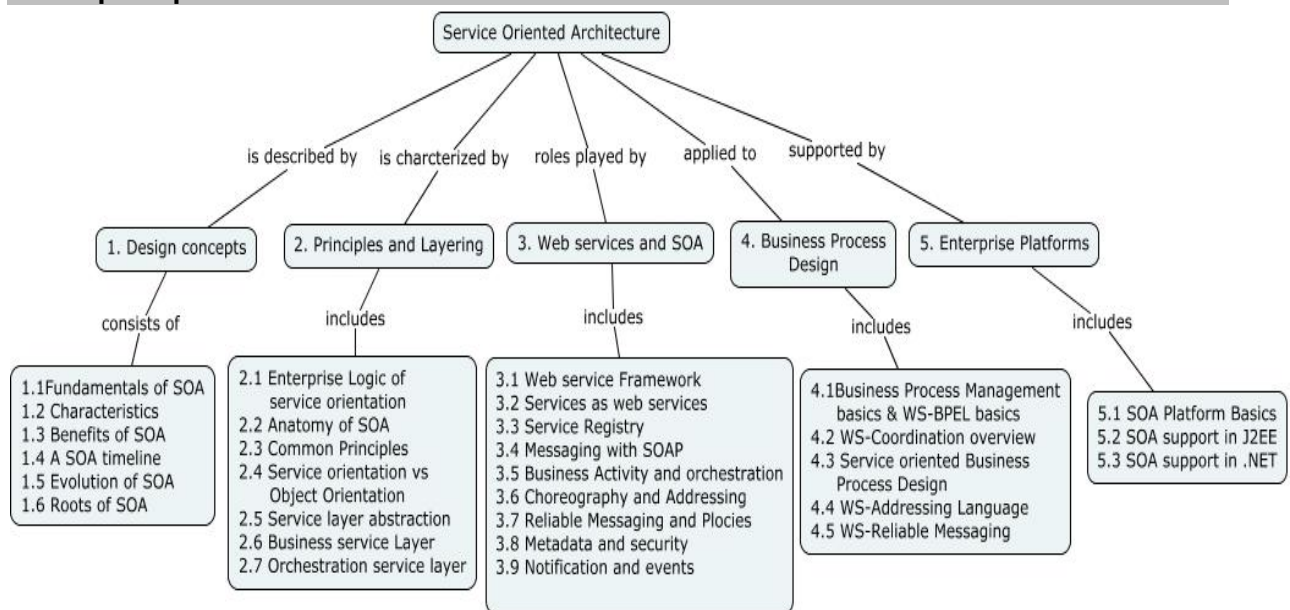 Service Oriented Architecture
is described by
is charcterized by
roles played by
applied to
supported by
1. Design concepts
2. Principles and Layering
3. Web services and SOA
4. Business Process
Design
5. Enterprise Platforms
consists of
includes
includes
includes
includes
1.1Fundamentals of SOA
1.2 Characteristics
1.3 Benefits of SOA
1.4 A SOA timeline
1.5 Evolution of SOA
1.6 Roots of SOA
2.1 Enterprise Logic of
service orientation
2.2 Anatomy of SOA
2.3 Common Principles
2.4 Service orientation vs
Object Orientation
2.5 Service layer abstraction
2.6 Business service Layer
2.7 Orchestration service layer
3.1 Web service Framework
3.2 Services as web services
3.3 Service Registry
3.4 Messaging with SOAP
3.5 Business Activity and orchestration
3.6 Choreography and Addressing
3.7 Reliable Messaging and Plocies
3.8 Metadata and security
3.9 Notification and events
4.1Business Process Management
basics & WS-BPEL basics
4.2 WS-Coordination overview
4.3 Service oriented Business
Process Design
4.4 WS-Addressing Language
4.5 WS-Reliable Messaging
5.1 SOA Platform Basics
5.2 SOA support in J2EE
5.3 SOA support in .NET